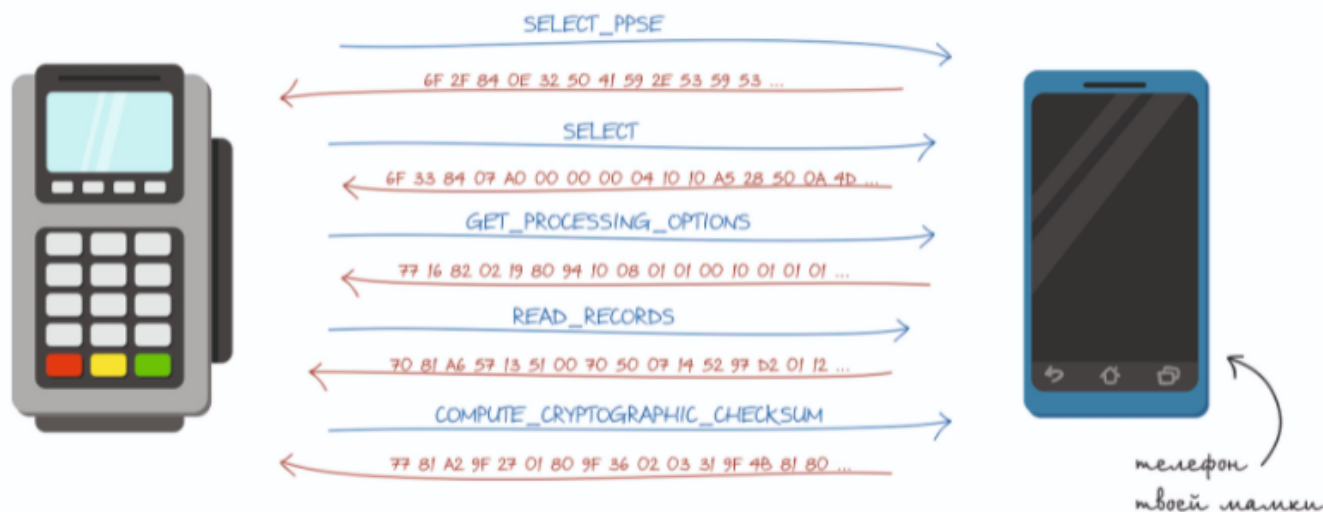 SELECT_PPSE
6F 2F 84 0E 32 50 41 59 2E 53 59 53 ...
SELECT
6F 33 84 07 A0 00 00 00 04 10 10 A5 28 50 0A 4D ...
GET_PROCESSING_OPTIONS
77 16 82 02 19 80 94 10 08 01 01 00 10 01 01 01 ...
READ_RECORDS
70 81 A6 57 13 51 00 70 50 07 14 52 97 D2 01 12 ...
COMPUTE_CRYPTOGRAPHIC_CHECKSUM
77 81 A2 9F 27 01 80 9F 36 02 03 31 9F 4B 81 80 ...
телефон
твоей мамки